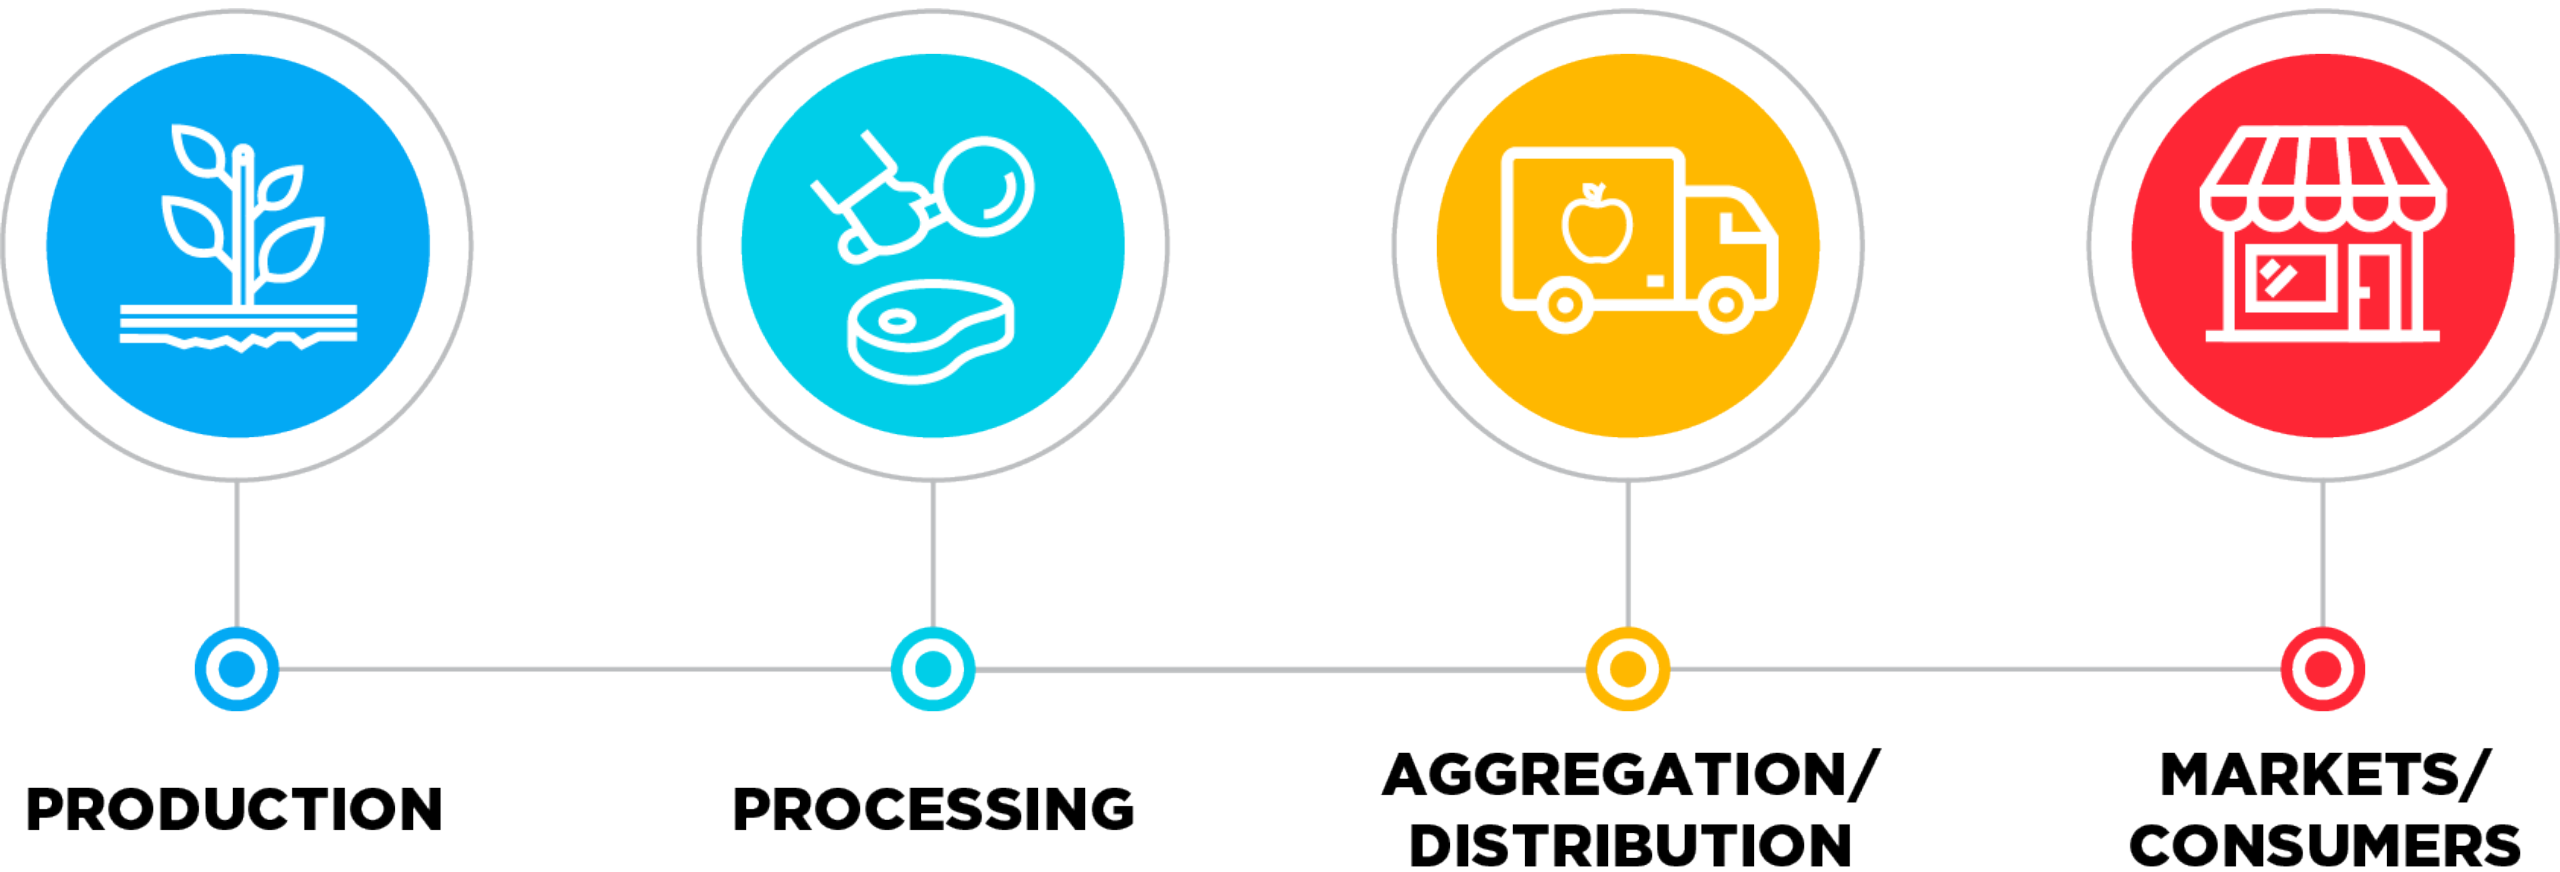 PRODUCTION
PROCESSING
AGGREGATION/
DISTRIBUTION
MARKETS/
CONSUMERS